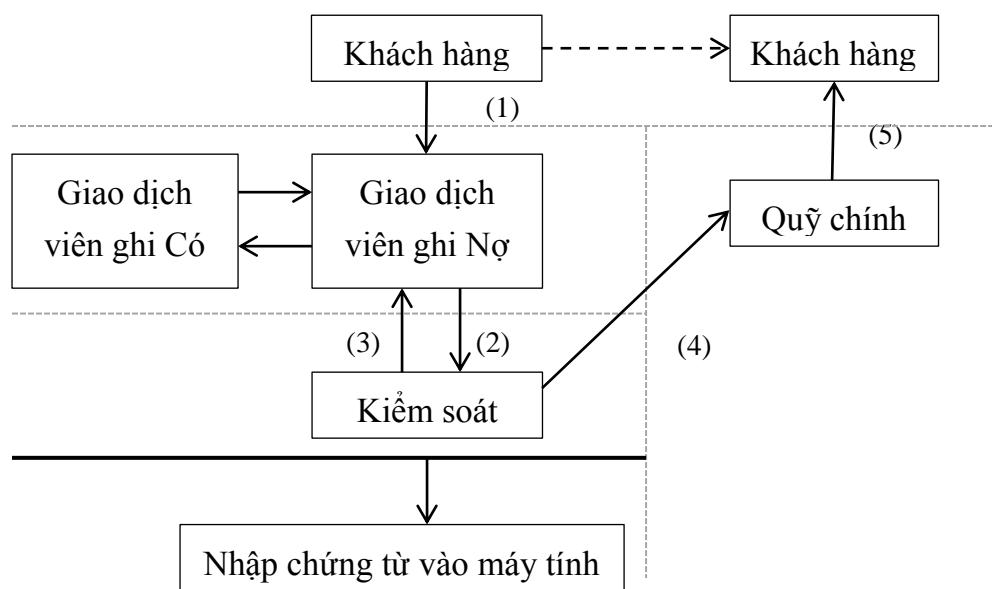 Khách hàng
Khách hàng
(1)
(5)
Giao dịch
viên ghi Có
Giao dịch
viên ghi Nợ
Quỹ chính
(3)
(2)
(4)
Kiểm soát
Nhập chứng từ vào máy tính